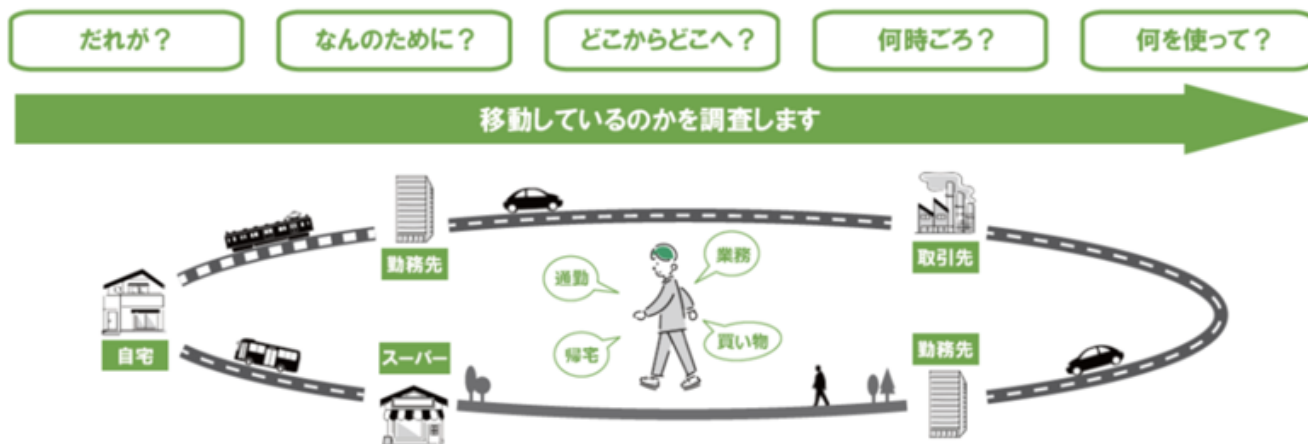 だれが？
なんのために？
どこからどこへ？
何時ごろ？
何を使って？
移動しているのかを調査します
勤務先
取引先
通勤
業務
自宅
帰宅
買い物
スーパー
勤務先